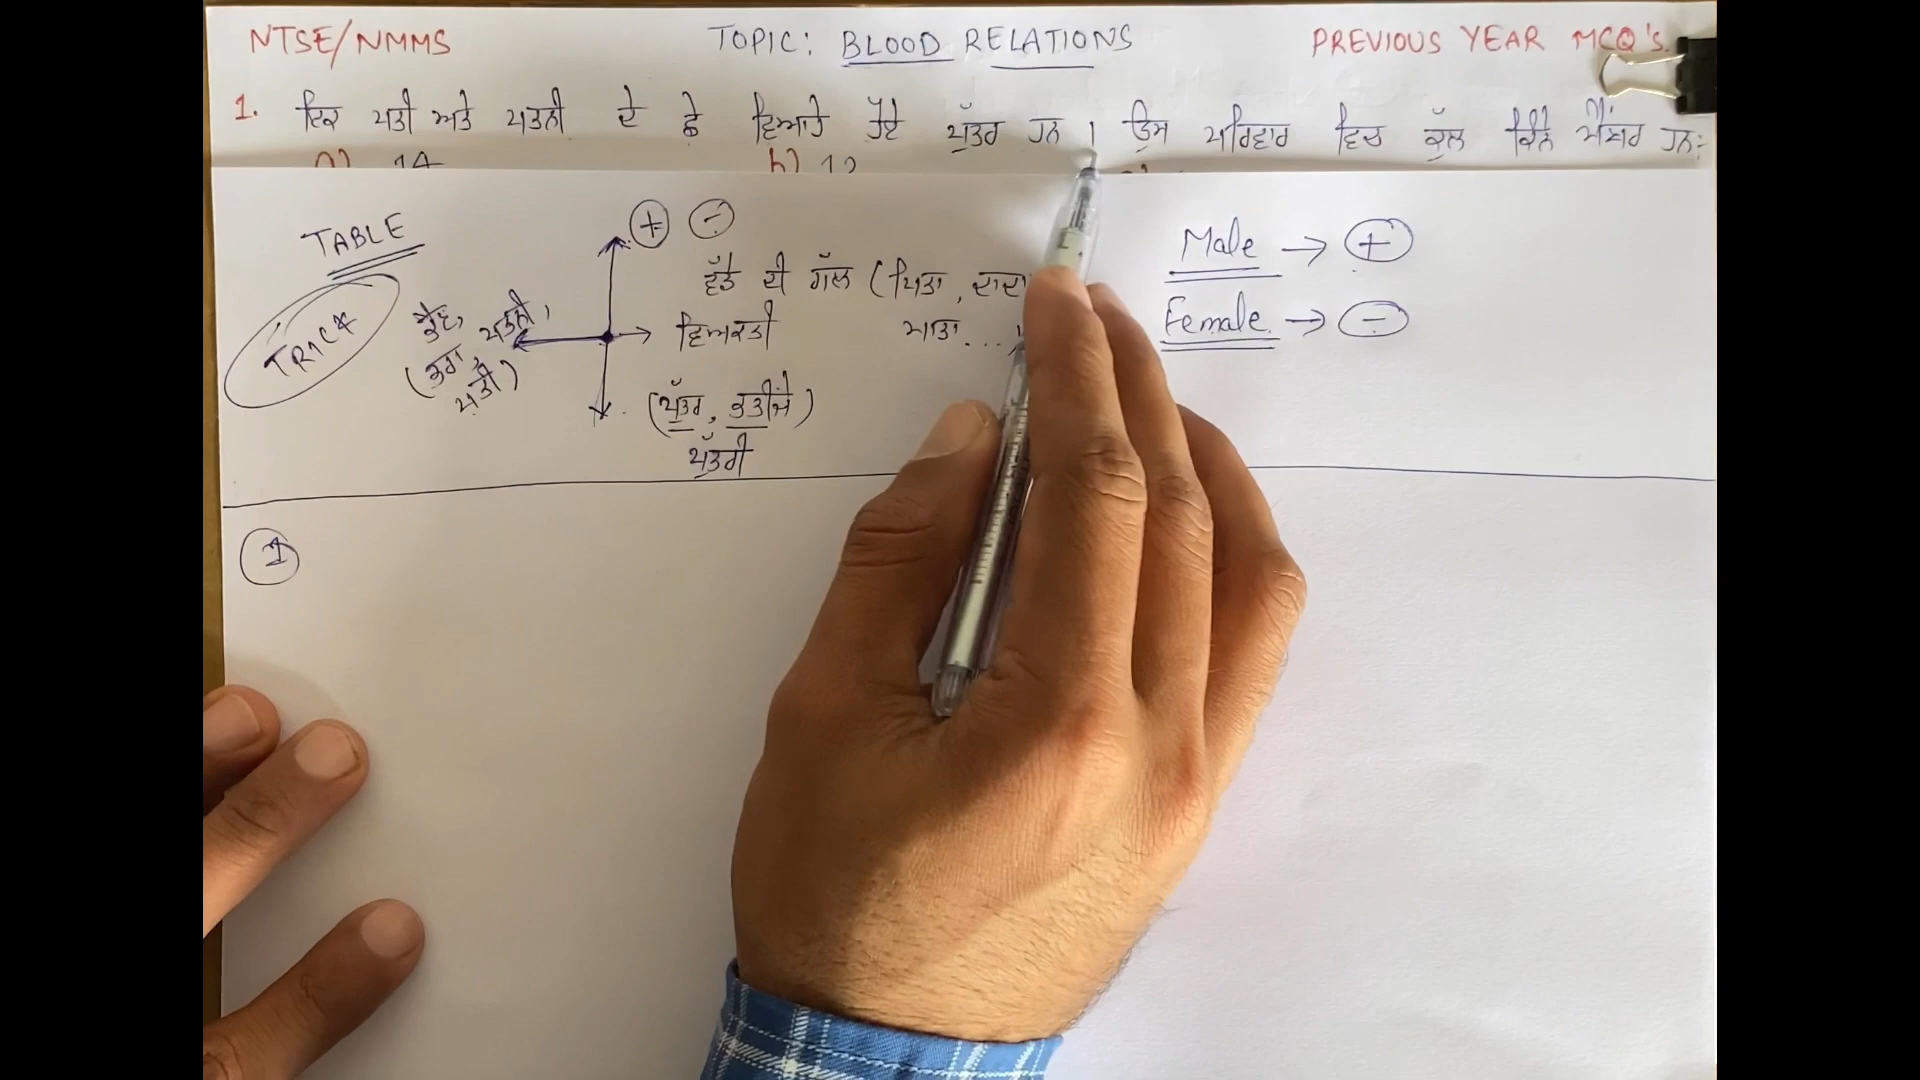 NTSE/NMMS TOPIC: BLOOD RELATIONS PREVIOUS YEAR MCQ's.
1. ਇਕ ਪਤੀ ਅਤੇ ਪਤਨੀ ਦੇ ਛੇ ਵਿਆਹੇ ਹੋਏ ਪੁੱਤਰ ਹਨ । ਉਸ ਪਰਿਵਾਰ ਵਿਚ ਕੁੱਲ ਕਿੰਨੇ ਮੈਂਬਰ ਹਨ:
TABLE
TRICK
+ -
ਵੱਡੇ ਦੀ ਗੱਲ (ਪਿਤਾ, ਦਾਦਾ
ਮਾਤਾ...,
ਭੈਣ, ਪਤਨੀ,
(ਭਰਾ, ਪਤੀ)
ਵਿਅਕਤੀ
(ਪੁੱਤਰ, ਭਤੀਜੇ)
ਪੁੱਤਰੀ
Male → +
Female → -
1